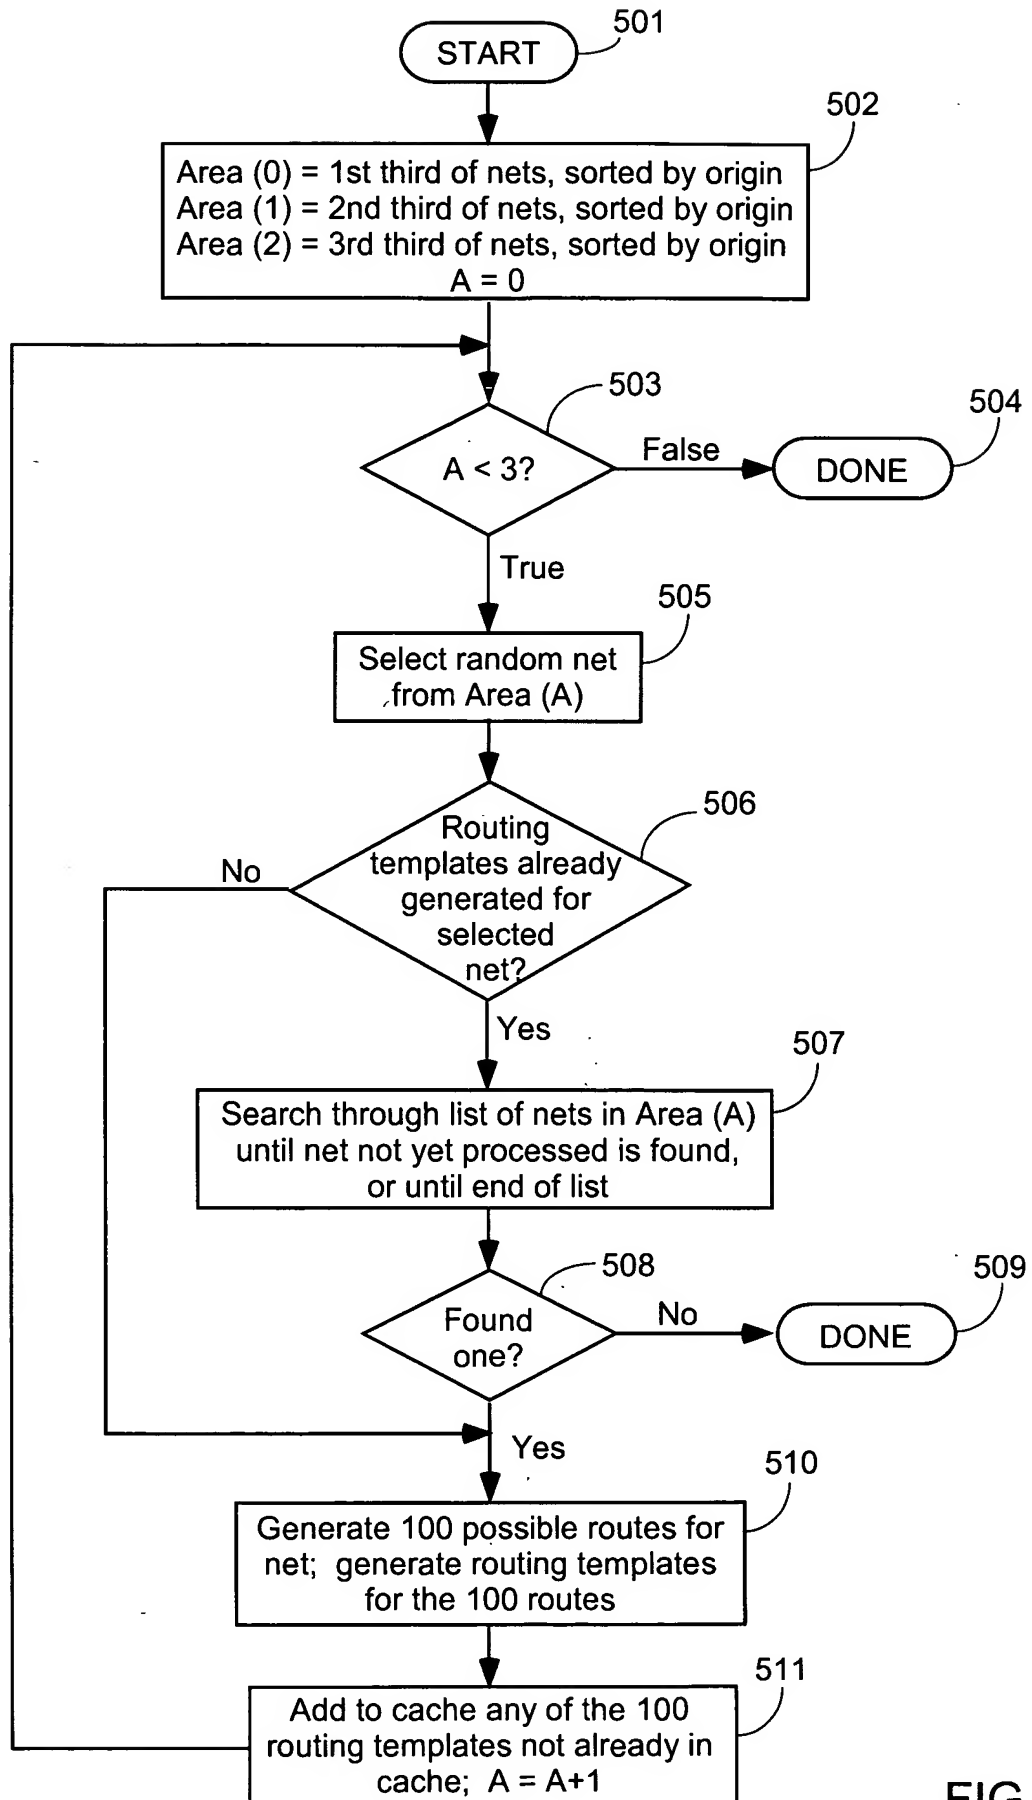 START
501
502
Area (0) = 1st third of nets, sorted by origin
Area (1) = 2nd third of nets, sorted by origin
Area (2) = 3rd third of nets, sorted by origin
A = 0
503
504
A < 3?
False
DONE
True
505
Select random net
from Area (A)
506
Routing
templates already
generated for
selected
net?
No
Yes
507
Search through list of nets in Area (A)
until net not yet processed is found,
or until end of list
508
509
Found
one?
No
DONE
Yes
510
Generate 100 possible routes for
net; generate routing templates
for the 100 routes
511
Add to cache any of the 100
routing templates not already in
cache; A = A+1
FIG